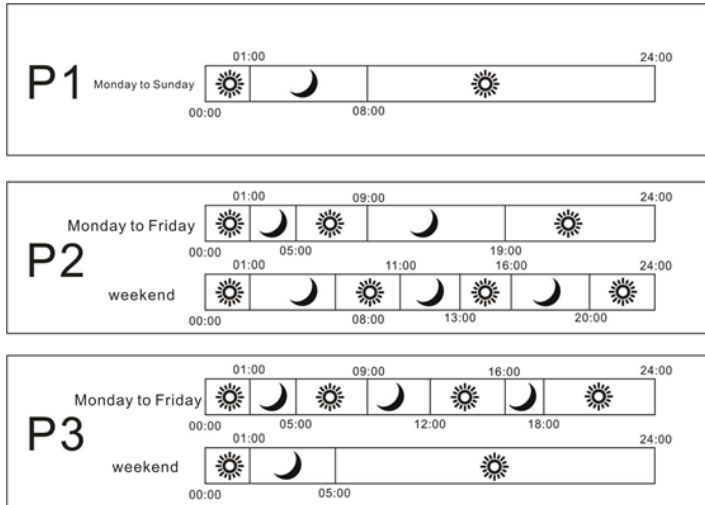 01:00 24:00
P1 Monday to Sunday
00:00 08:00
01:00 09:00 24:00
Monday to Friday
P2
00:00 05:00 19:00
01:00 11:00 16:00 24:00
weekend
00:00 08:00 13:00 20:00
01:00 09:00 16:00 24:00
Monday to Friday
P3
00:00 05:00 12:00 18:00
01:00 24:00
weekend
00:00 05:00